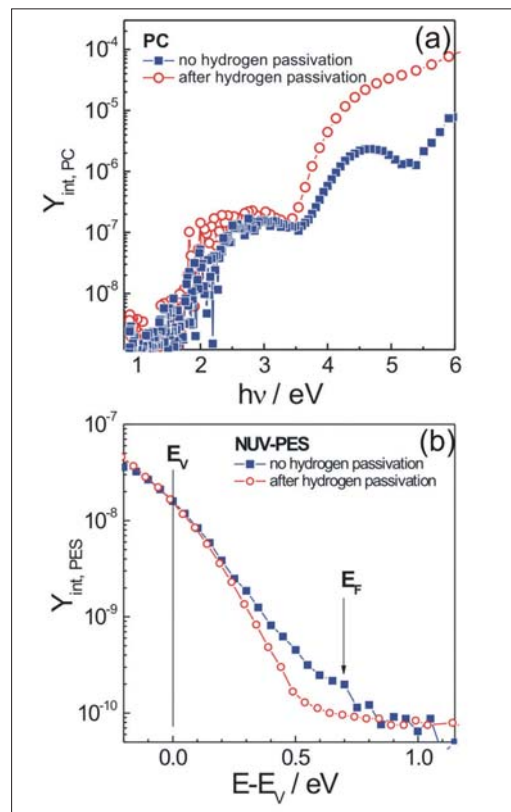 (a)
PC
no hydrogen passivation
after hydrogen passivation
10^-4
10^-5
10^-6
10^-7
10^-8
Y_int, PC
1 2 3 4 5 6
hν / eV
(b)
NUV-PES
no hydrogen passivation
after hydrogen passivation
E_V
E_F
10^-7
10^-8
10^-9
10^-10
Y_int, PES
0.0 0.5 1.0
E-E_V / eV